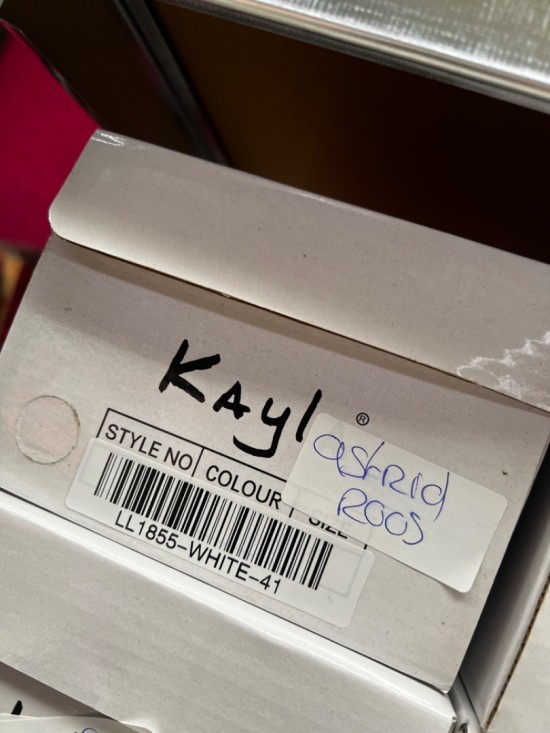 Kayl ®
astrid
ROOS
STYLE NO COLOUR SIZE
LL1855-WHITE-41